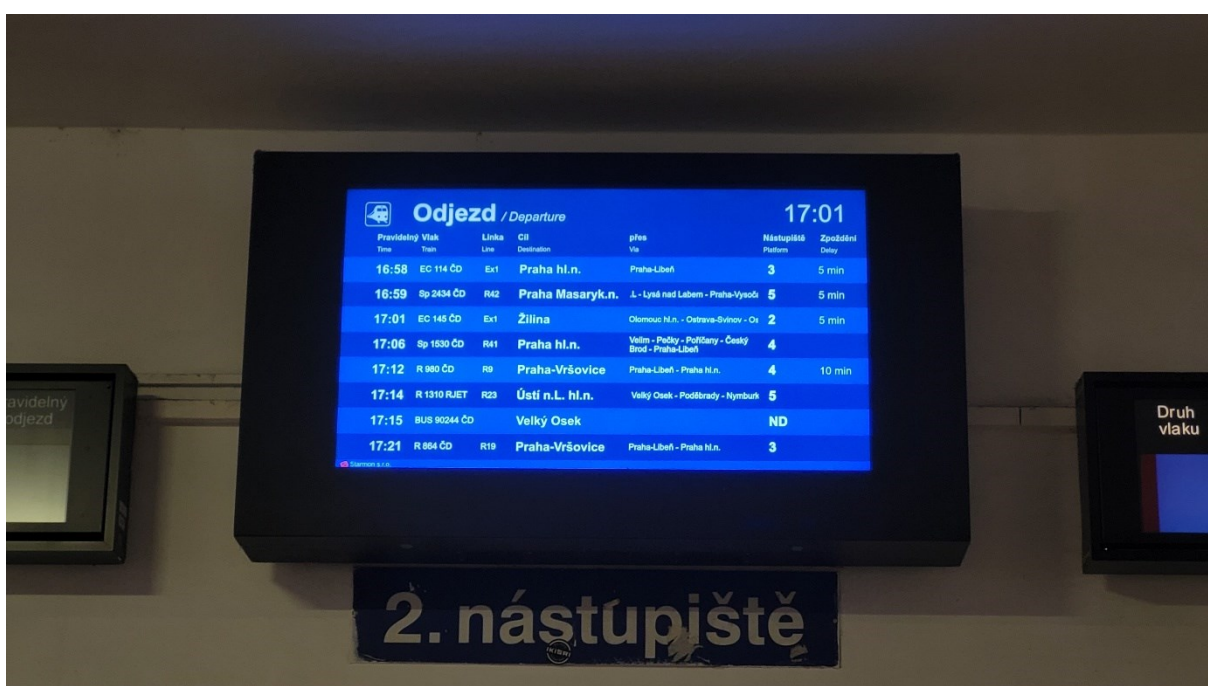 Odjezd / Departure 17:01
Pravidelný Vlak Linka Cíl přes Nástupiště Zpoždění
Time Train Line Destination Via Platform Delay
16:58 EC 114 ČD Ex1 Praha hl.n. Praha-Libeň 3 5 min
16:59 Sp 2434 ČD R42 Praha Masaryk.n. .L - Lysá nad Labem - Praha-Vysoča 5 5 min
17:01 EC 145 ČD Ex1 Žilina Olomouc hl.n. - Ostrava-Svinov - Os 2 5 min
17:06 Sp 1530 ČD R41 Praha hl.n. Velim - Pečky - Poříčany - Český Brod - Praha-Libeň 4
17:12 R 980 ČD R9 Praha-Vršovice Praha-Libeň - Praha hl.n. 4 10 min
17:14 R 1310 RJET R23 Ústí n.L. hl.n. Velký Osek - Poděbrady - Nymburk 5
17:15 BUS 90244 ČD Velký Osek ND
17:21 R 864 ČD R19 Praha-Vršovice Praha-Libeň - Praha hl.n. 3
Starmon s.r.o.
avidelný
odjezd
Druh
vlaku
2. nástupiště